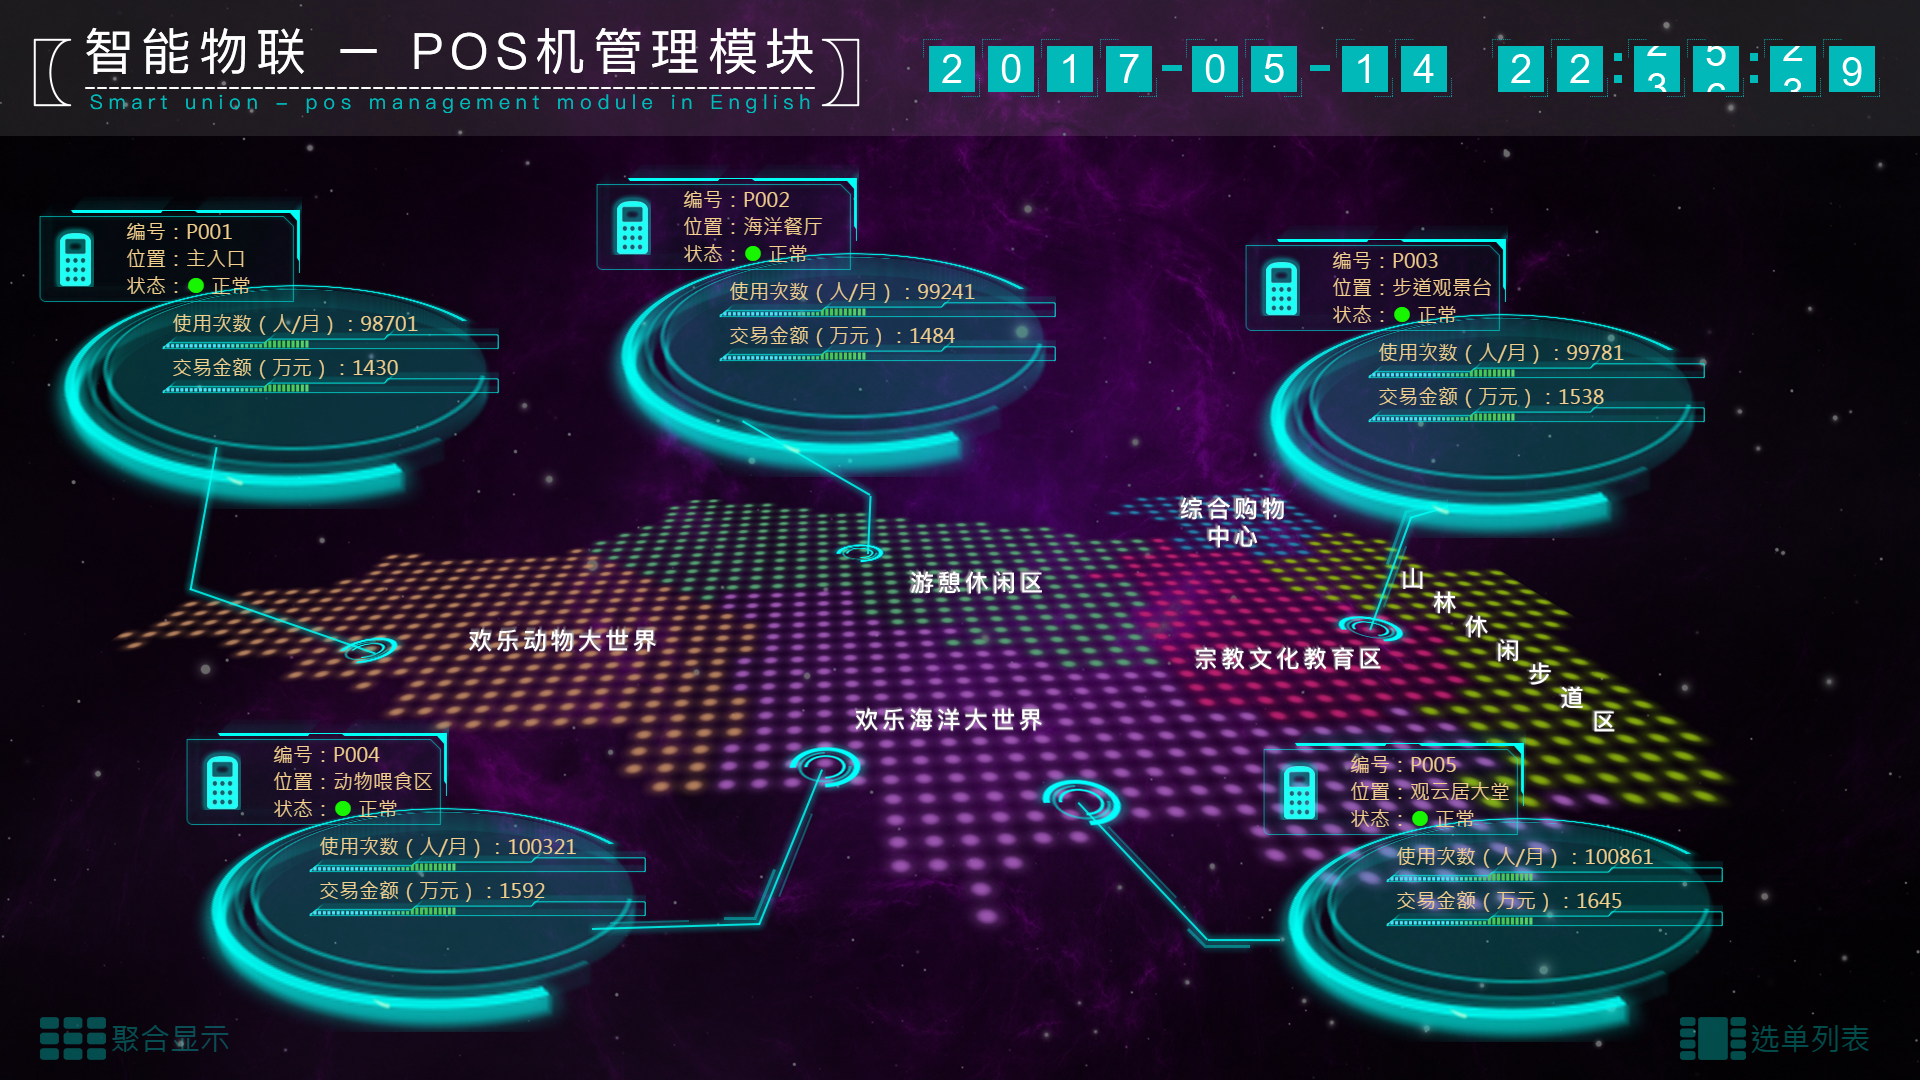 智能物联 — POS机管理模块
Smart union - pos management module in English
2017-05-14 22:
9
编号：P001
位置：主入口
状态： 正常
使用次数（人/月）：98701
交易金额（万元）：1430
编号：P002
位置：海洋餐厅
状态： 正常
使用次数（人/月）：99241
交易金额（万元）：1484
编号：P003
位置：步道观景台
状态： 正常
使用次数（人/月）：99781
交易金额（万元）：1538
综合购物
中心
游憩休闲区
欢乐动物大世界
宗教文化教育区
山林休闲步道区
欢乐海洋大世界
编号：P004
位置：动物喂食区
状态： 正常
使用次数（人/月）：100321
交易金额（万元）：1592
编号：P005
位置：观云居大堂
状态： 正常
使用次数（人/月）：100861
交易金额（万元）：1645
聚合显示
选单列表